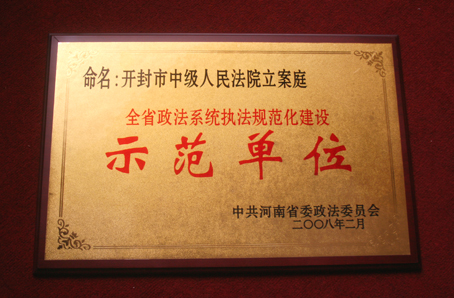 命名:开封市中级人民法院立案庭
全省政法系统执法规范化建设
示范单位
中共河南省委政法委员会
二〇〇八年二月